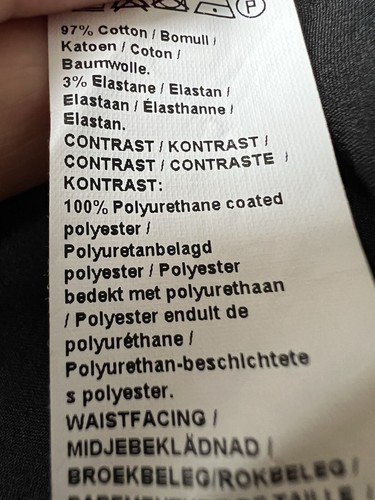 P
97% Cotton / Bomull /
Katoen / Coton /
Baumwolle.
3% Elastane / Elastan /
Elastaan / Élasthanne /
Elastan.
CONTRAST / KONTRAST /
CONTRAST / CONTRASTE /
KONTRAST:
100% Polyurethane coated
polyester /
Polyuretanbelagd
polyester / Polyester
bedekt met polyurethaan
/ Polyester enduit de
polyuréthane /
Polyurethan-beschichtete
s polyester.
WAISTFACING /
MIDJEBEKLÄDNAD /
BROEKBELEG/ROKBELEG /